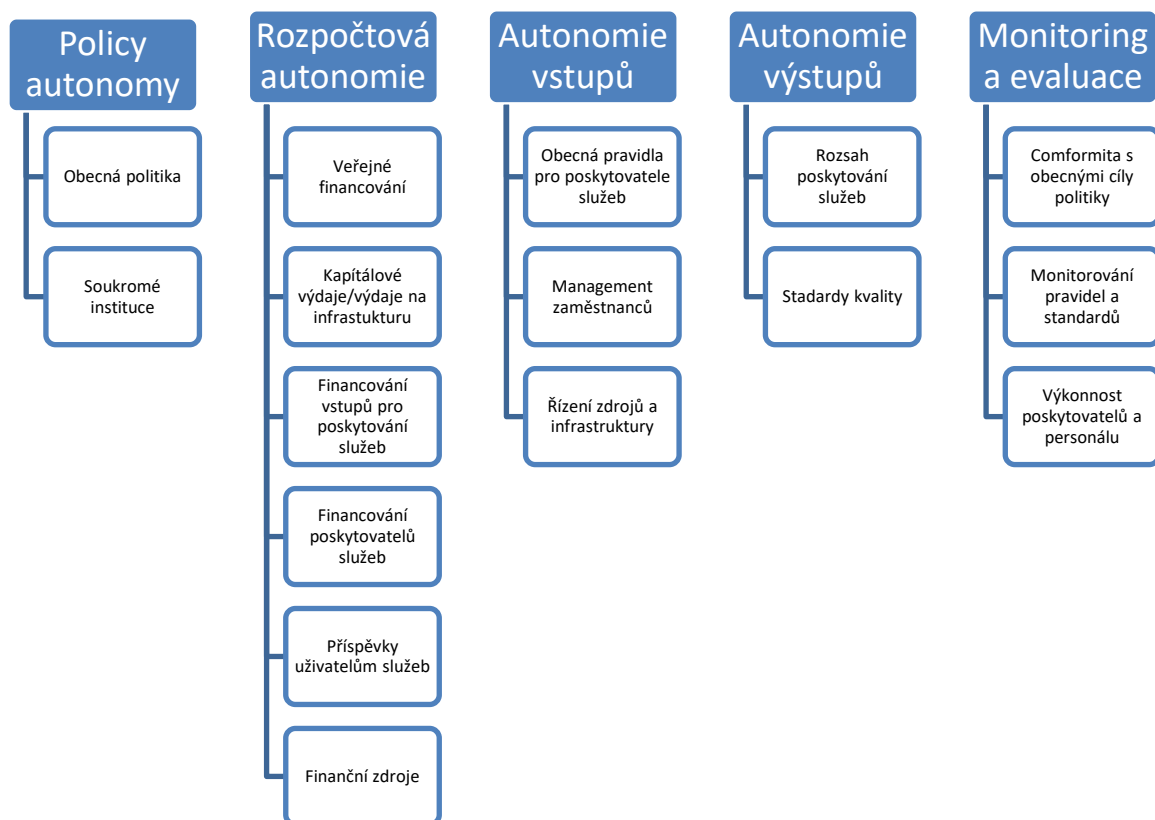 Policy
autonomy
Obecná politika
Soukromé
instituce
Rozpočtová
autonomie
Veřejné
financování
Kapítálové
výdaje/výdaje na
infrastukturu
Financování
vstupů pro
poskytování
služeb
Financování
poskytovatelů
služeb
Příspěvky
uživatelům služeb
Finanční zdroje
Autonomie
vstupů
Obecná pravidla
pro poskytovatele
služeb
Management
zaměstnanců
Řízení zdrojů a
infrastruktury
Autonomie
výstupů
Rozsah
poskytování
služeb
Stadardy kvality
Monitoring
a evaluace
Comformita s
obecnými cíly
politiky
Monitorování
pravidel a
standardů
Výkonnost
poskytovatelů a
personálu